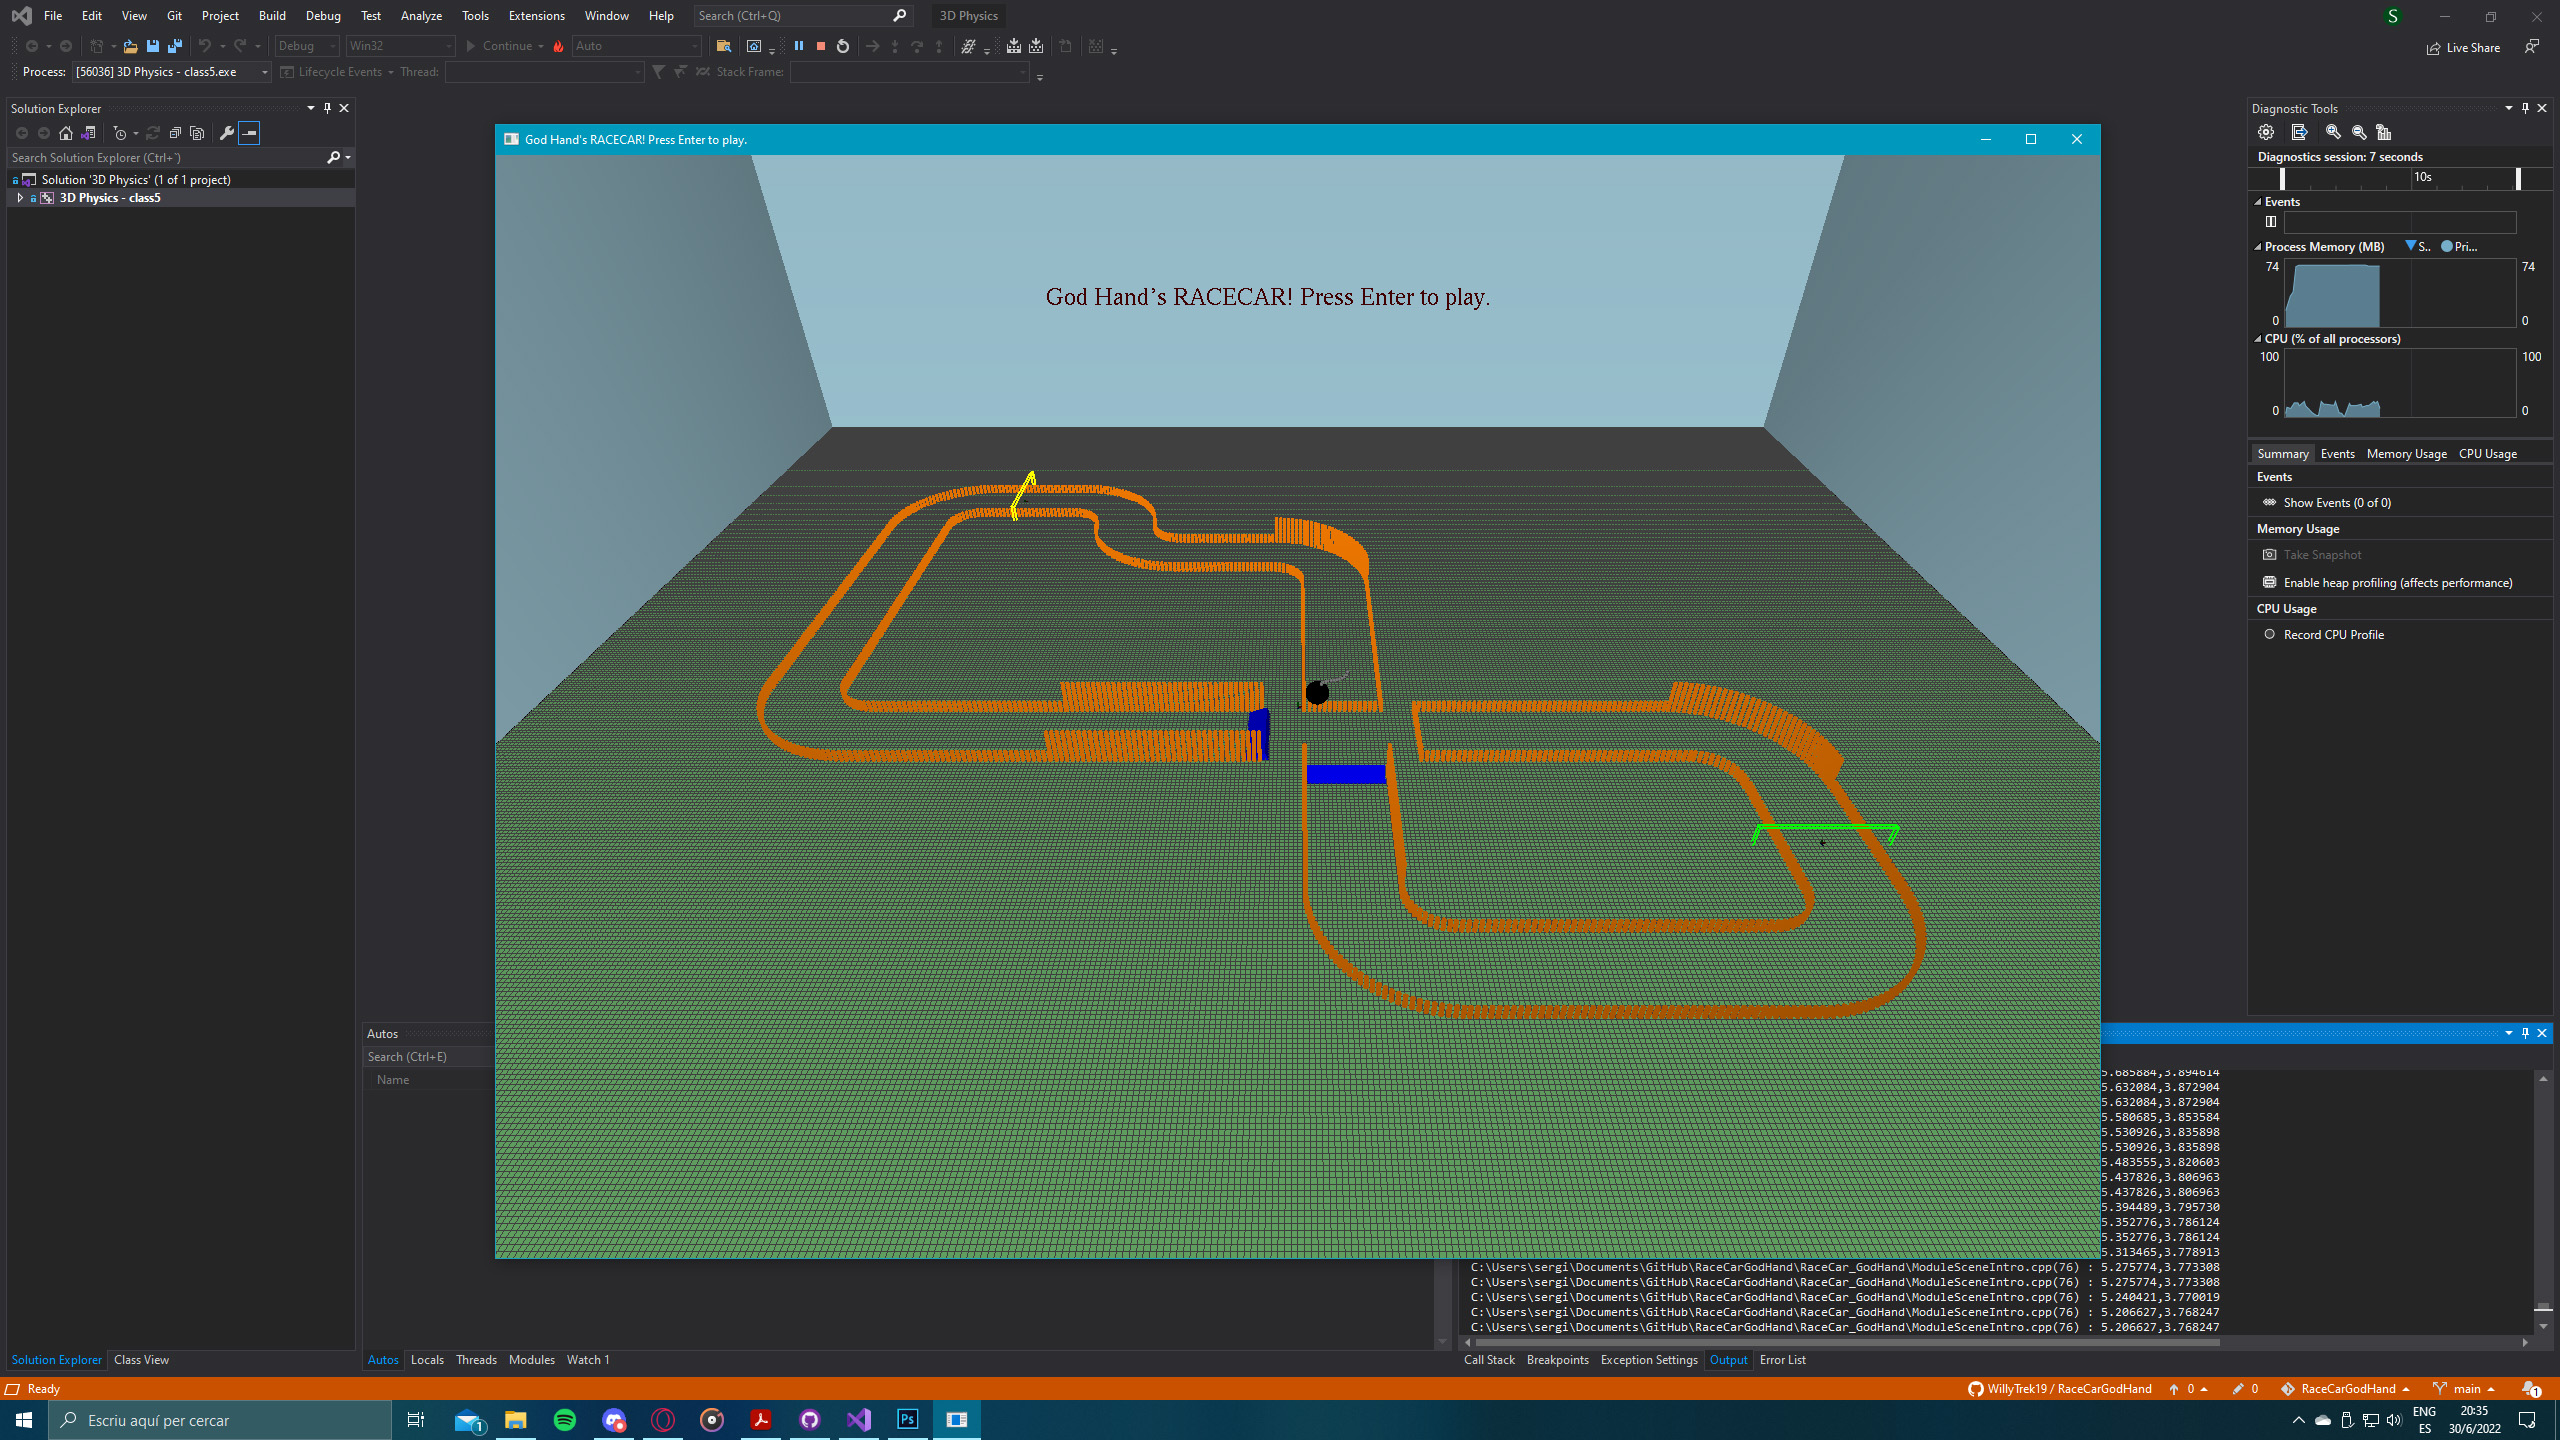 File Edit View Git Project Build Debug Test Analyze Tools Extensions Window Help Search (Ctrl+Q) 3D Physics S
Debug Win32 Continue Auto Live Share
Process: [56036] 3D Physics - class5.exe Lifecycle Events Thread: Stack Frame:
Solution Explorer
Search Solution Explorer (Ctrl+`)
Solution '3D Physics' (1 of 1 project)
3D Physics - class5
God Hand's RACECAR! Press Enter to play.
God Hand's RACECAR! Press Enter to play.
Diagnostic Tools
Diagnostics session: 7 seconds
10s
Events
Process Memory (MB) S.. Pri...
74 74
0 0
CPU (% of all processors)
100 100
0 0
Summary Events Memory Usage CPU Usage
Events
Show Events (0 of 0)
Memory Usage
Take Snapshot
Enable heap profiling (affects performance)
CPU Usage
Record CPU Profile
Autos
Search (Ctrl+E)
Name
5.685884,3.894614
5.632084,3.872904
5.632084,3.872904
5.580685,3.853584
5.530926,3.835898
5.530926,3.835898
5.483555,3.820603
5.437826,3.806963
5.437826,3.806963
5.394489,3.795730
5.352776,3.786124
5.352776,3.786124
5.313465,3.778913
C:\Users\sergi\Documents\GitHub\RaceCarGodHand\RaceCar_GodHand\ModuleSceneIntro.cpp(76) : 5.275774,3.773308
C:\Users\sergi\Documents\GitHub\RaceCarGodHand\RaceCar_GodHand\ModuleSceneIntro.cpp(76) : 5.275774,3.773308
C:\Users\sergi\Documents\GitHub\RaceCarGodHand\RaceCar_GodHand\ModuleSceneIntro.cpp(76) : 5.240421,3.770019
C:\Users\sergi\Documents\GitHub\RaceCarGodHand\RaceCar_GodHand\ModuleSceneIntro.cpp(76) : 5.206627,3.768247
C:\Users\sergi\Documents\GitHub\RaceCarGodHand\RaceCar_GodHand\ModuleSceneIntro.cpp(76) : 5.206627,3.768247
Solution Explorer Class View
Autos Locals Threads Modules Watch 1
Call Stack Breakpoints Exception Settings Output Error List
Ready
WillyTrek19 / RaceCarGodHand 0 0 RaceCarGodHand main 1
Escriu aquí per cercar
1
Ps
ENG
ES
20:35
30/6/2022